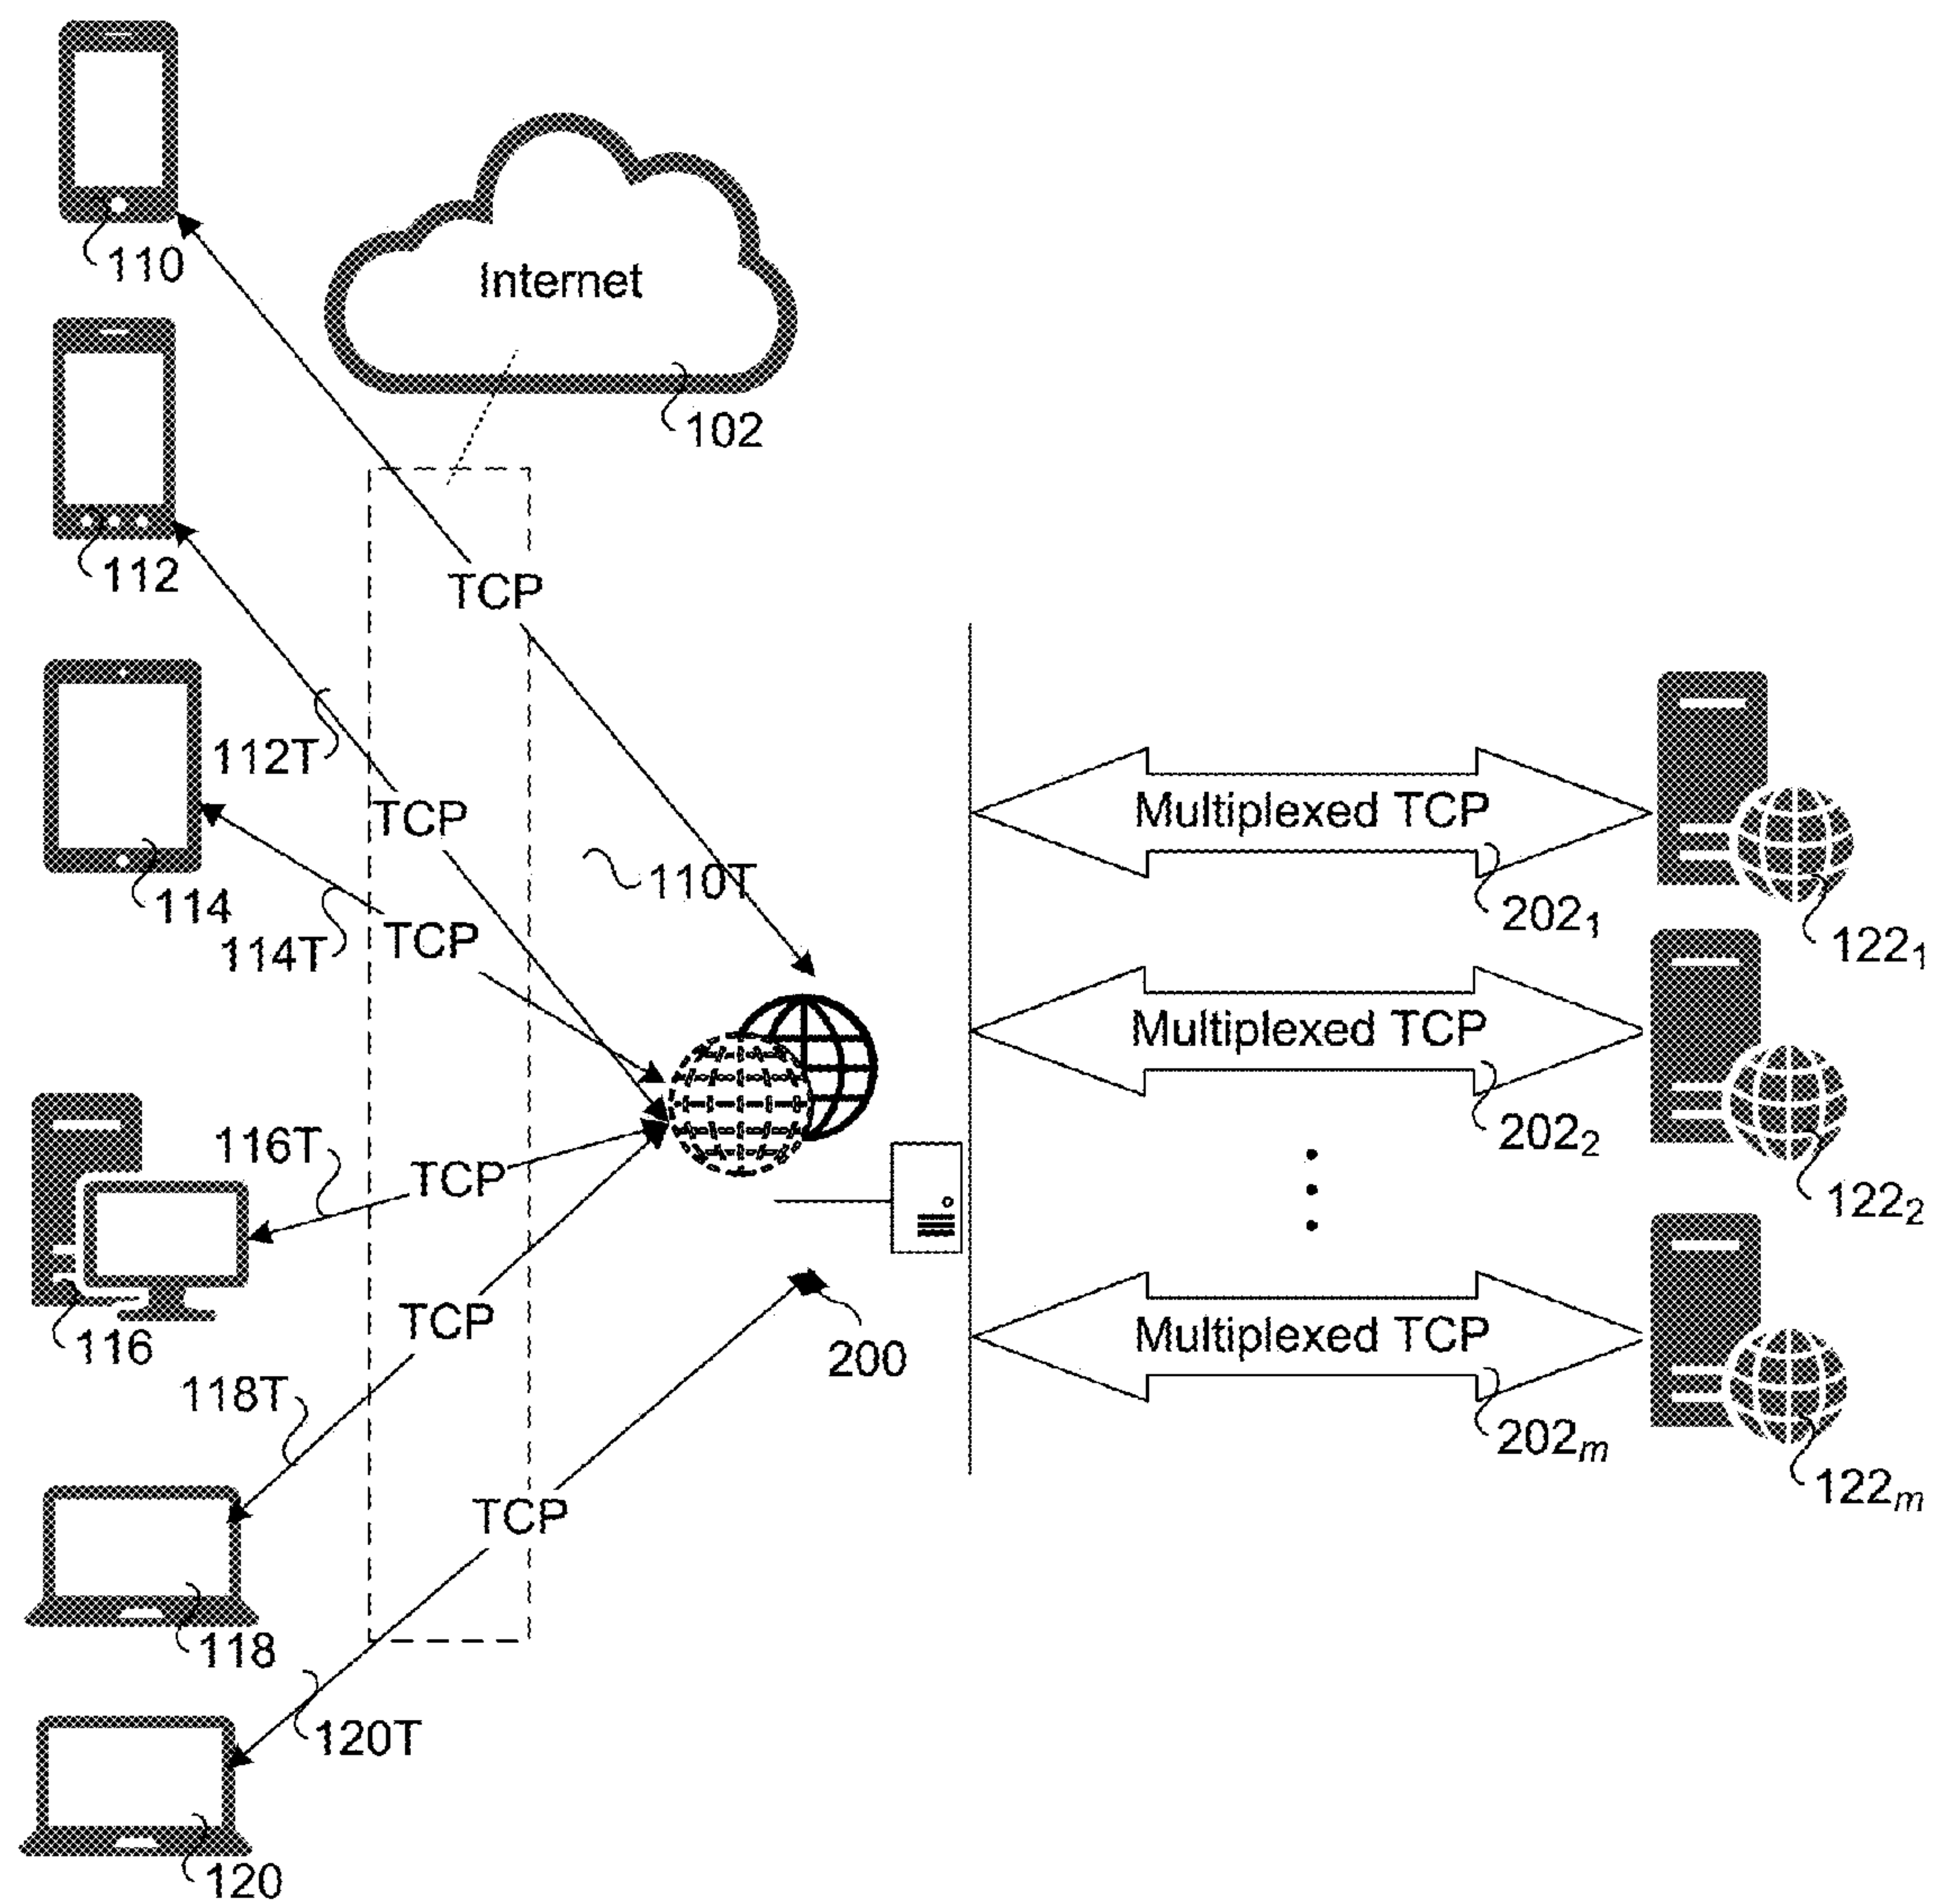 110
Internet
102
112
TCP
112T
TCP
Multiplexed TCP
110T
114
202₁
114T
TCP
122₁
Multiplexed TCP
202₂
116T
TCP
122₂
TCP
Multiplexed TCP
116
200
118T
202ₘ
122ₘ
TCP
118
120T
120